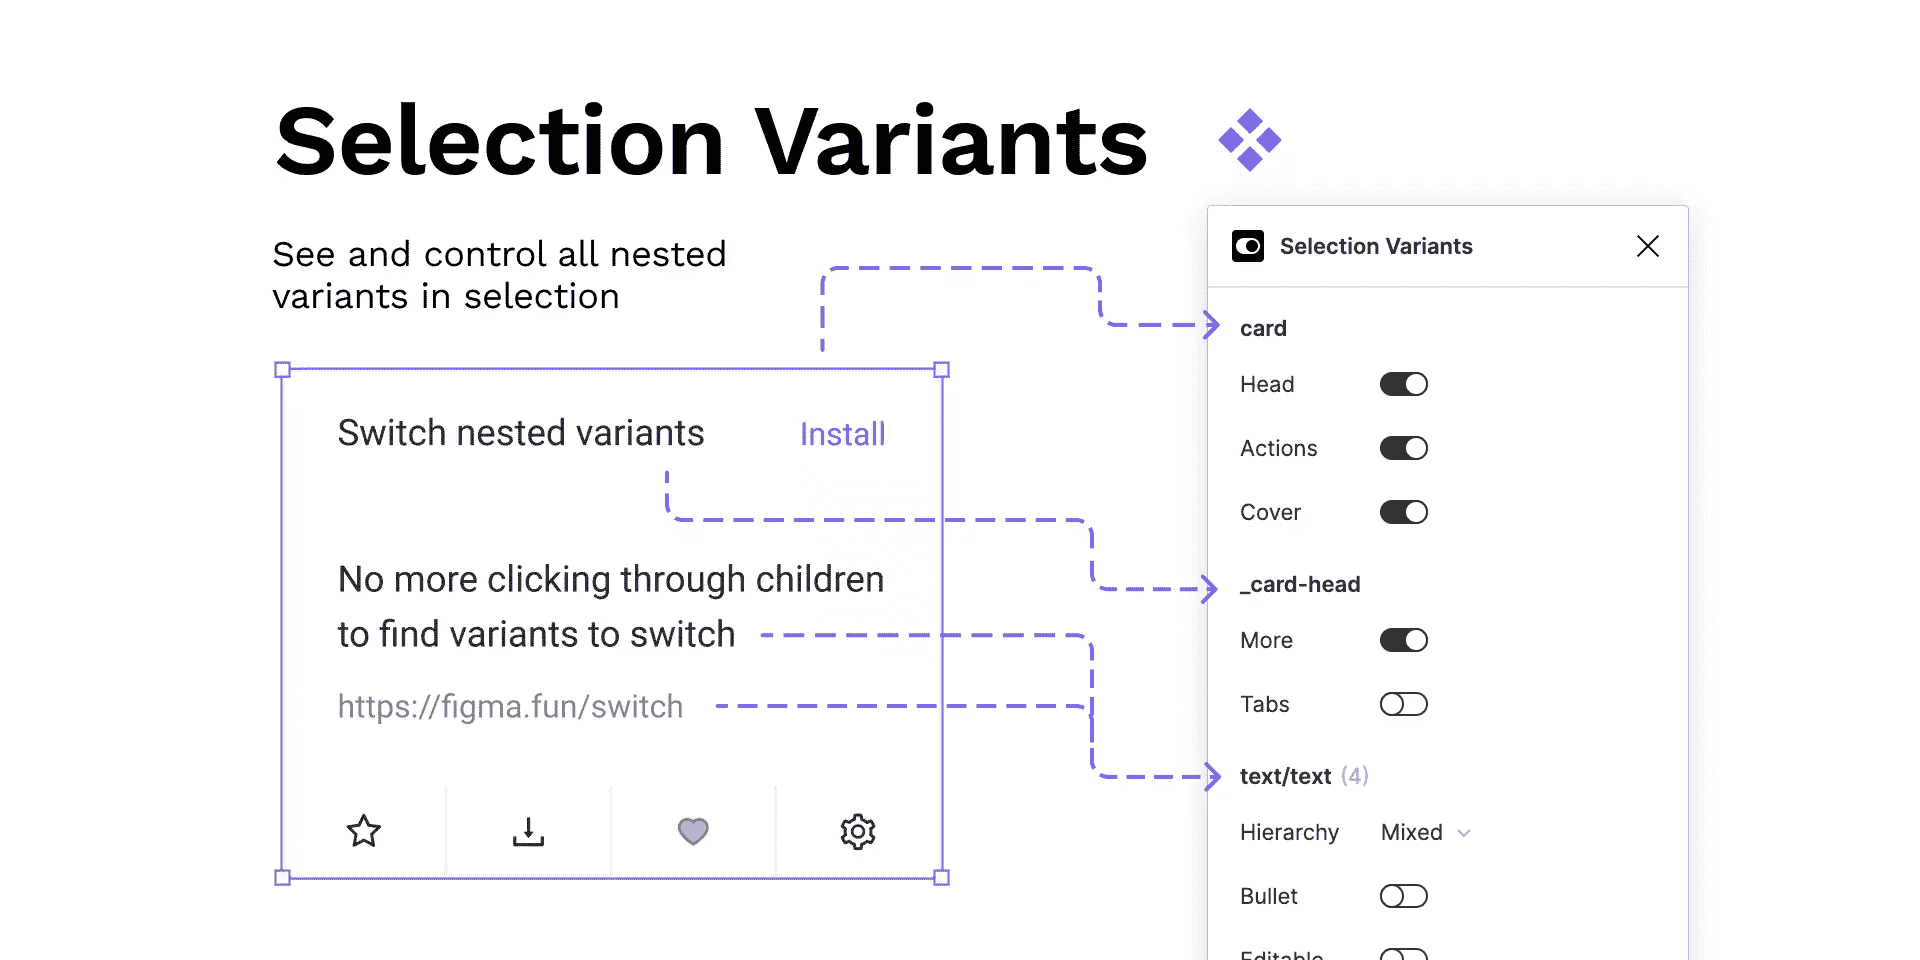 Selection Variants
See and control all nested
variants in selection
Switch nested variants
Install
No more clicking through children
to find variants to switch
https://figma.fun/switch
Selection Variants
card
Head
Actions
Cover
_card-head
More
Tabs
text/text (4)
Hierarchy Mixed
Bullet
Editable